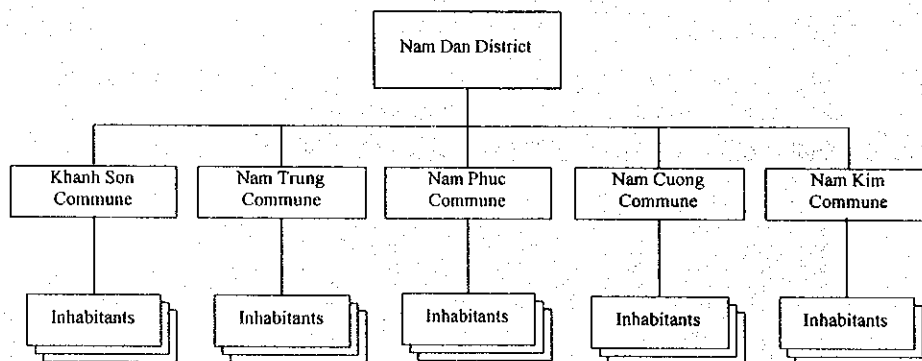 Nam Dan District
Khanh Son
Commune
Nam Trung
Commune
Nam Phuc
Commune
Nam Cuong
Commune
Nam Kim
Commune
Inhabitants
Inhabitants
Inhabitants
Inhabitants
Inhabitants